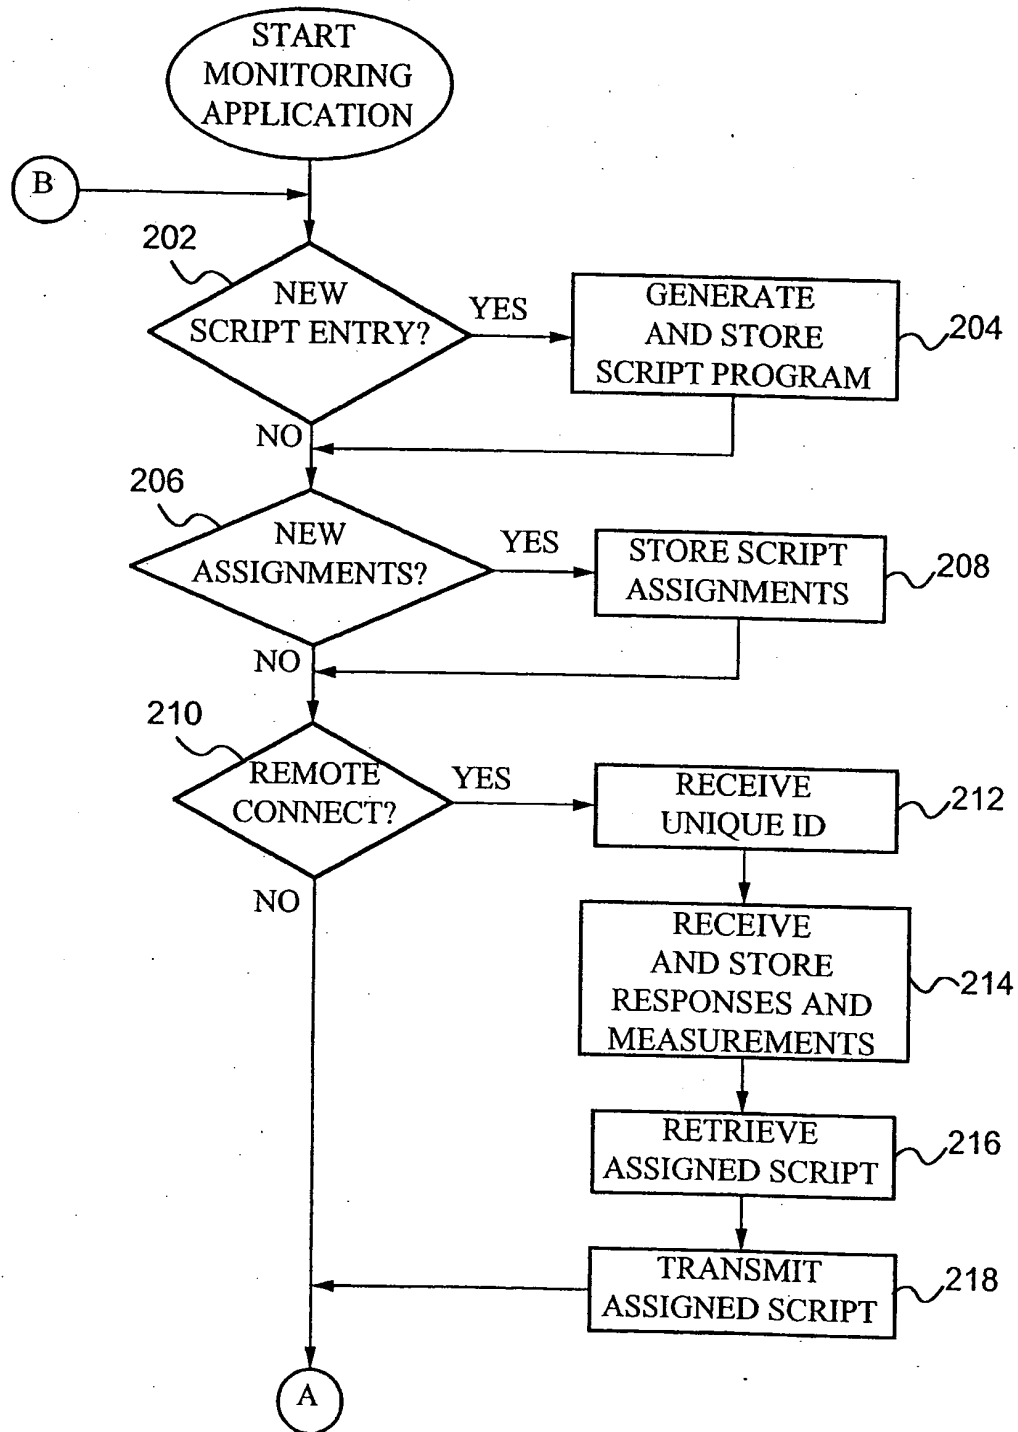 START
MONITORING
APPLICATION
B
202
NEW
SCRIPT ENTRY?
YES
GENERATE
AND STORE
SCRIPT PROGRAM
204
NO
206
NEW
ASSIGNMENTS?
YES
STORE SCRIPT
ASSIGNMENTS
208
NO
210
REMOTE
CONNECT?
YES
RECEIVE
UNIQUE ID
212
NO
RECEIVE
AND STORE
RESPONSES AND
MEASUREMENTS
214
RETRIEVE
ASSIGNED SCRIPT
216
TRANSMIT
ASSIGNED SCRIPT
218
A